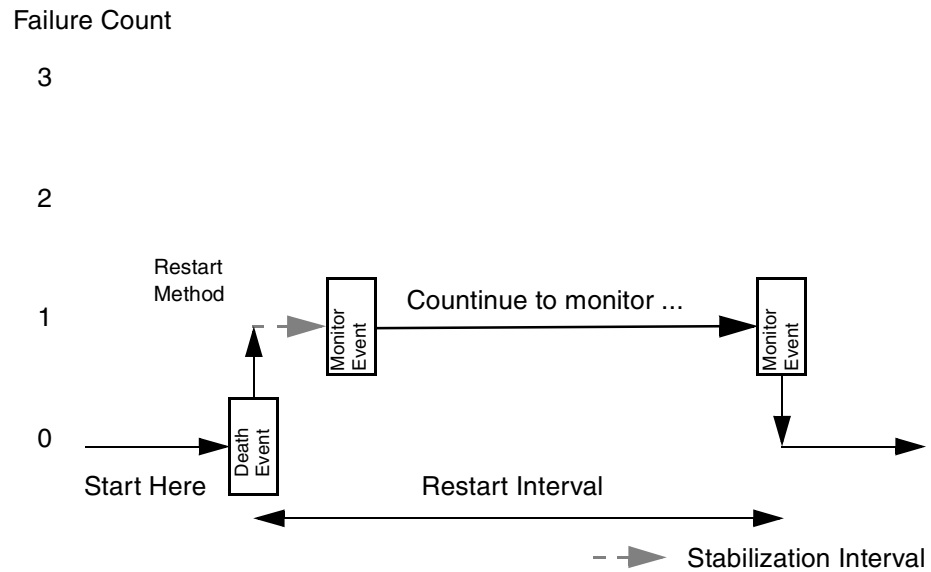 Failure Count
3
2
Restart
Method
1
Countinue to monitor ...
Monitor
Event
Monitor
Event
0
Death
Event
Start Here
Restart Interval
Stabilization Interval